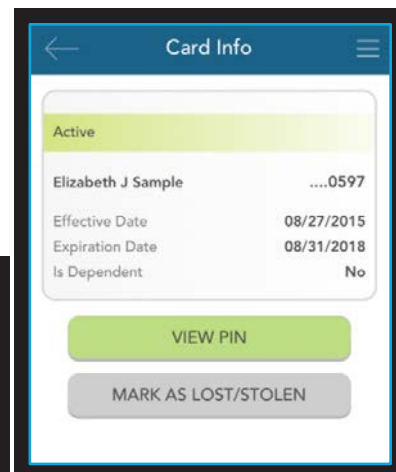 Card Info
Active
Elizabeth J Sample ....0597
Effective Date 08/27/2015
Expiration Date 08/31/2018
Is Dependent No
VIEW PIN
MARK AS LOST/STOLEN